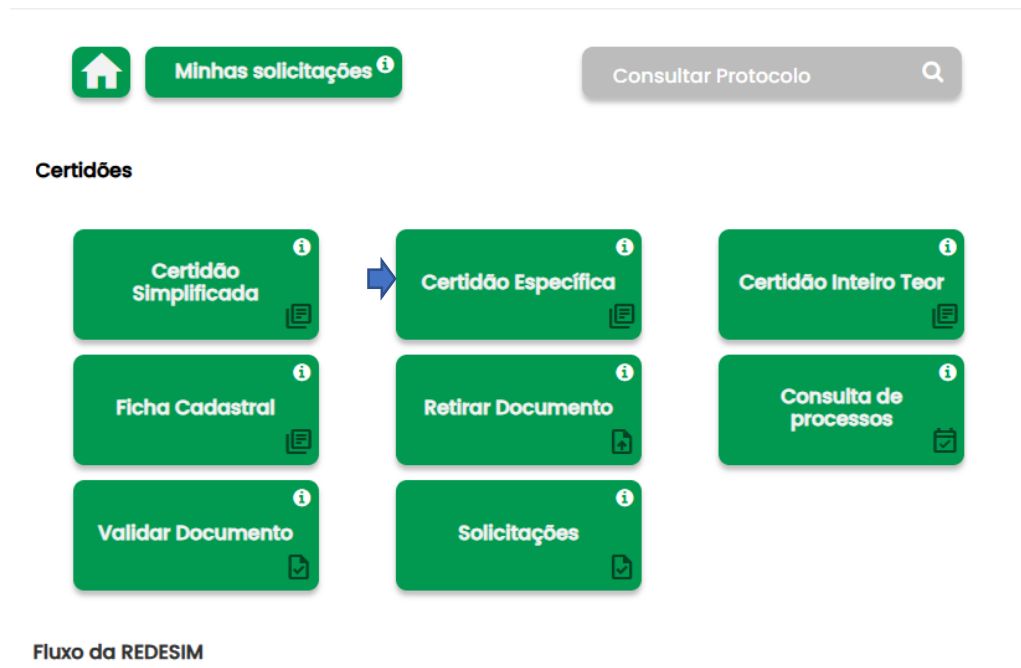 Minhas solicitações
Consultar Protocolo
Certidões
Certidão
Simplificada
Certidão Específica
Certidão Inteiro Teor
Ficha Cadastral
Retirar Documento
Consulta de
processos
Validar Documento
Solicitações
Fluxo da REDESIM